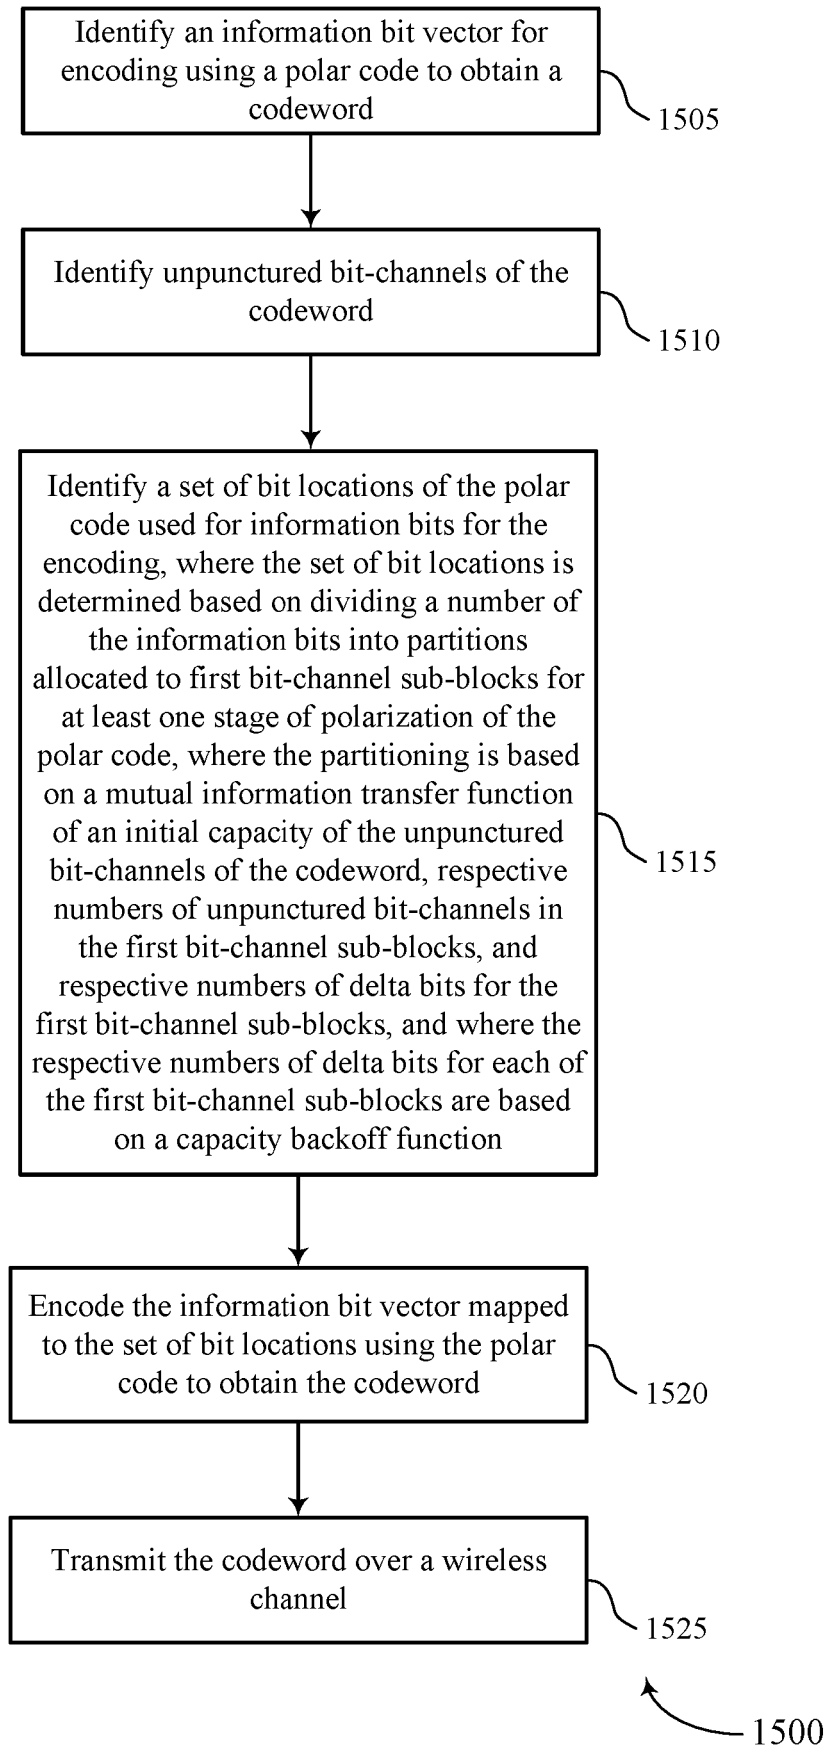 Identify an information bit vector for
encoding using a polar code to obtain a
codeword
1505
Identify unpunctured bit-channels of the
codeword
1510
Identify a set of bit locations of the polar
code used for information bits for the
encoding, where the set of bit locations is
determined based on dividing a number of
the information bits into partitions
allocated to first bit-channel sub-blocks for
at least one stage of polarization of the
polar code, where the partitioning is based
on a mutual information transfer function
of an initial capacity of the unpunctured
bit-channels of the codeword, respective
numbers of unpunctured bit-channels in
the first bit-channel sub-blocks, and
respective numbers of delta bits for the
first bit-channel sub-blocks, and where the
respective numbers of delta bits for each of
the first bit-channel sub-blocks are based
on a capacity backoff function
1515
Encode the information bit vector mapped
to the set of bit locations using the polar
code to obtain the codeword
1520
Transmit the codeword over a wireless
channel
1525
1500